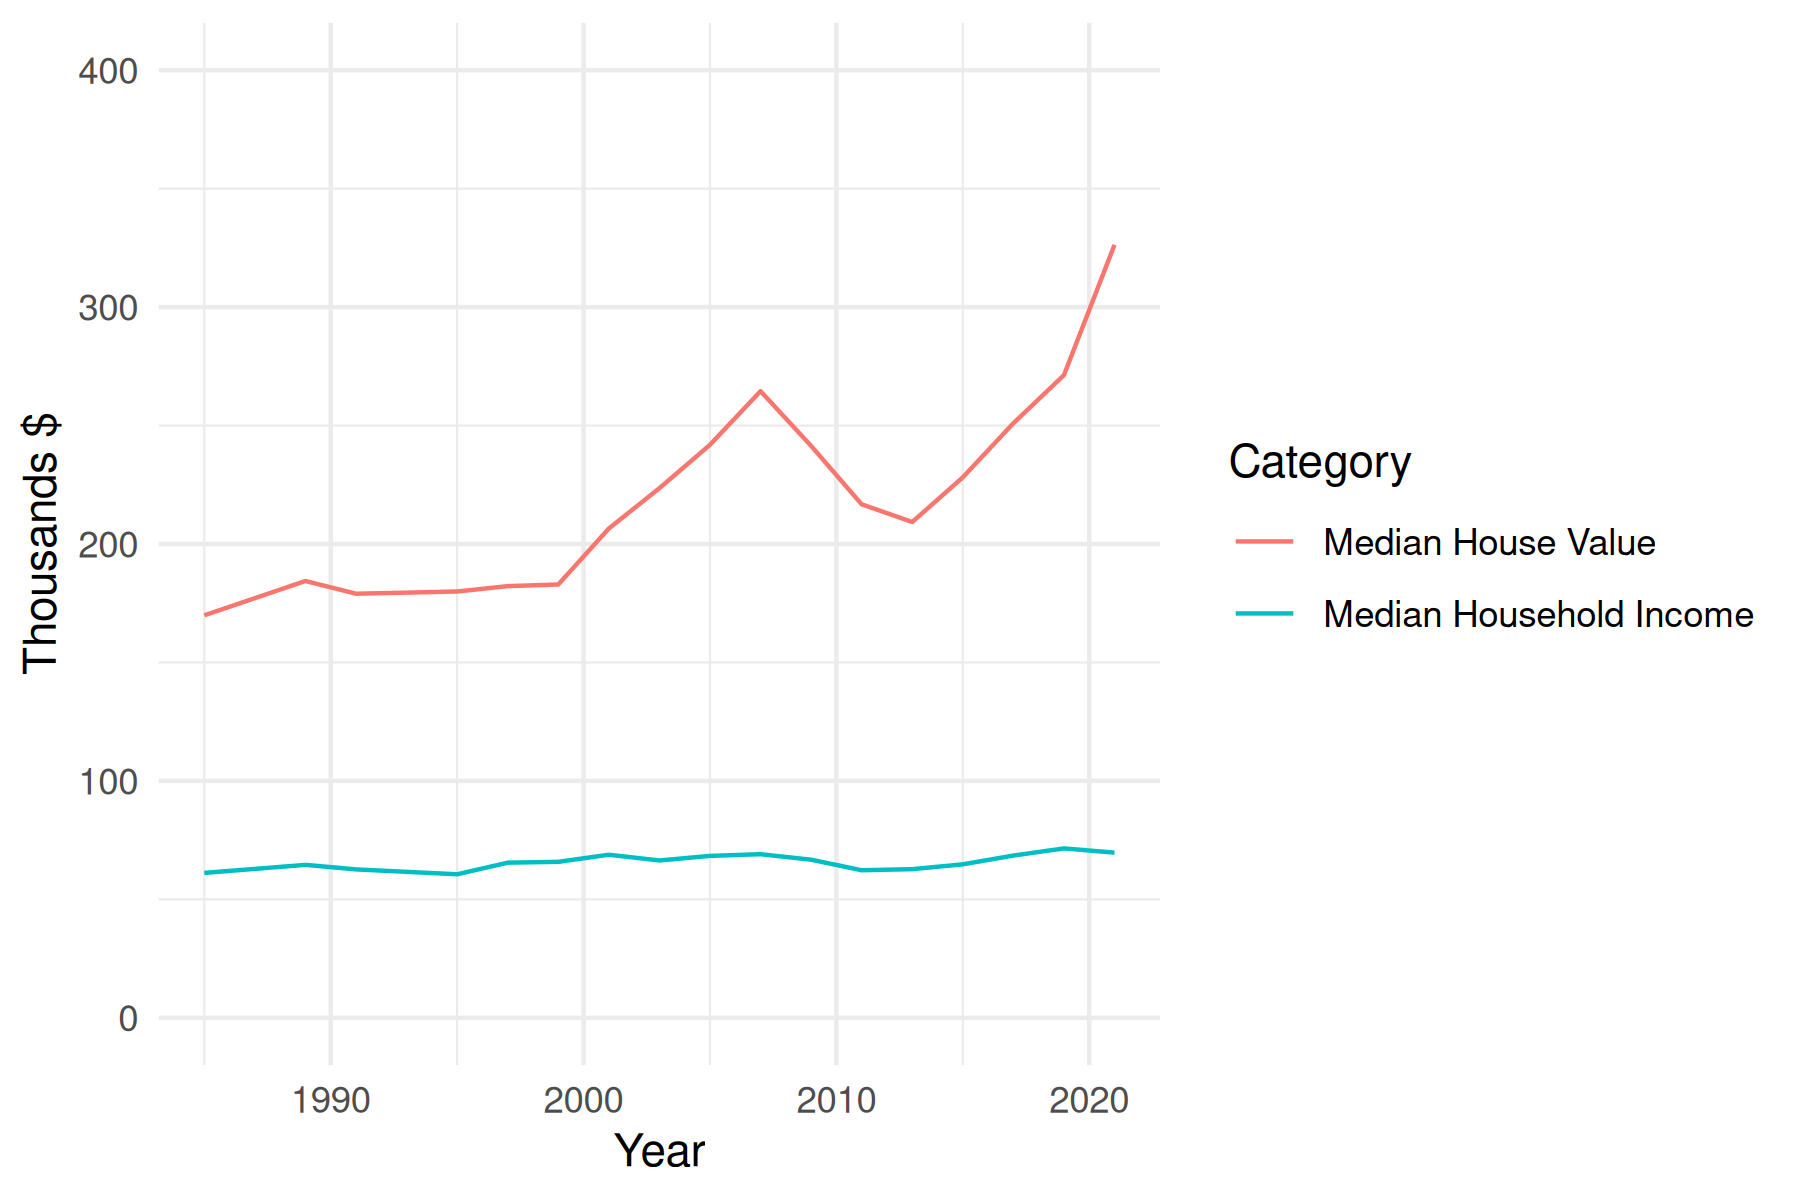 400
300
200
100
0
Thousands $
1990 2000 2010 2020
Year
Category
Median House Value
Median Household Income